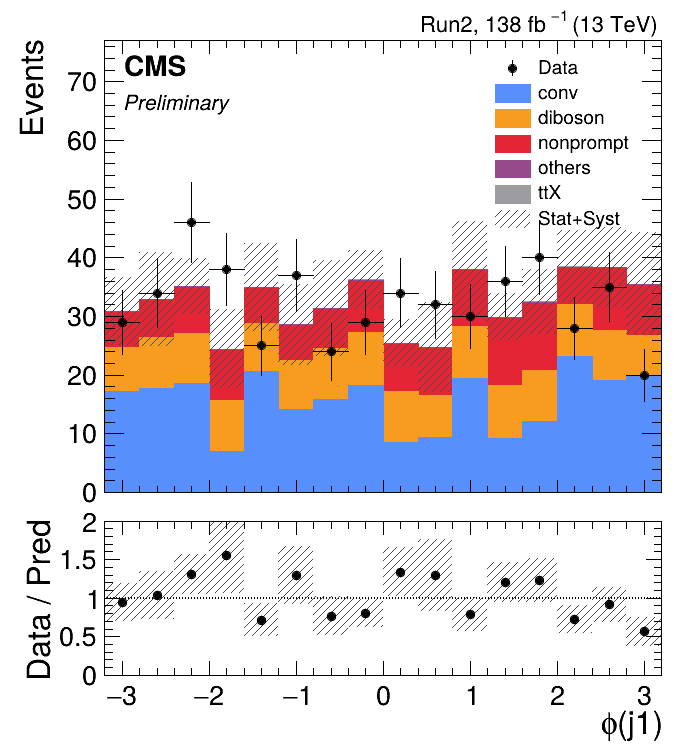 Run2, 138 fb⁻¹ (13 TeV)
CMS
Preliminary
Data
conv
diboson
nonprompt
others
ttX
Stat+Syst
Events
70
60
50
40
30
20
10
0
Data / Pred
2
1.5
1
0.5
0
−3 −2 −1 0 1 2 3
ϕ(j1)